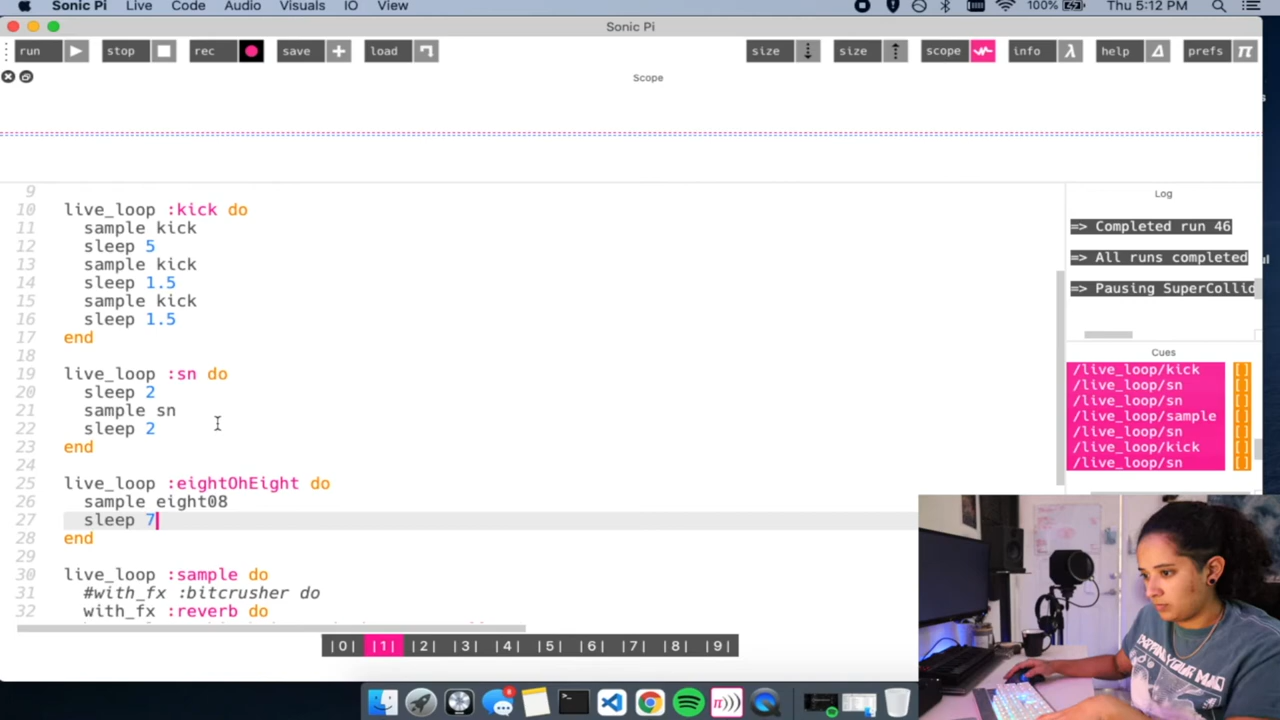 Sonic Pi Live Code Audio Visuals IO View 100% Thu 5:12 PM
Sonic Pi
run stop rec save load size size scope info help prefs
Scope
9
10 live_loop :kick do
11 sample kick
12 sleep 5
13 sample kick
14 sleep 1.5
15 sample kick
16 sleep 1.5
17 end
18
19 live_loop :sn do
20 sleep 2
21 sample sn
22 sleep 2
23 end
24
25 live_loop :eightOhEight do
26 sample eight08
27 sleep 7
28 end
29
30 live_loop :sample do
31 #with_fx :bitcrusher do
32 with_fx :reverb do
Log
=> Completed run 46
=> All runs completed
=> Pausing SuperCollid
Cues
/live_loop/kick []
/live_loop/sn []
/live_loop/sn []
/live_loop/sample []
/live_loop/sn []
/live_loop/kick []
/live_loop/sn []
|0| |1| |2| |3| |4| |5| |6| |7| |8| |9|